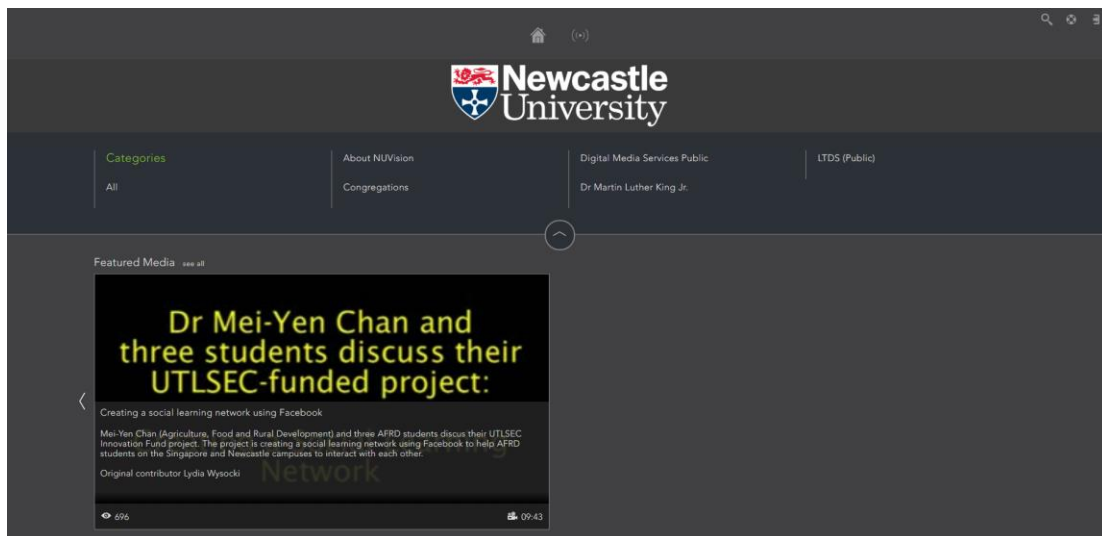 Newcastle
University
Categories
About NUVision
Digital Media Services Public
LTDS (Public)
All
Congregations
Dr Martin Luther King Jr.
Featured Media see all
Dr Mei-Yen Chan and
three students discuss their
UTLSEC-funded project:
Creating a social learning network using Facebook
Mei-Yen Chan (Agriculture, Food and Rural Development) and three AFRD students discus their UTLSEC
Innovation Fund project. The project is creating a social learning network using Facebook to help AFRD
students on the Singapore and Newcastle campuses to interact with each other.
Original contributor Lydia Wysocki
Network
696
09:43